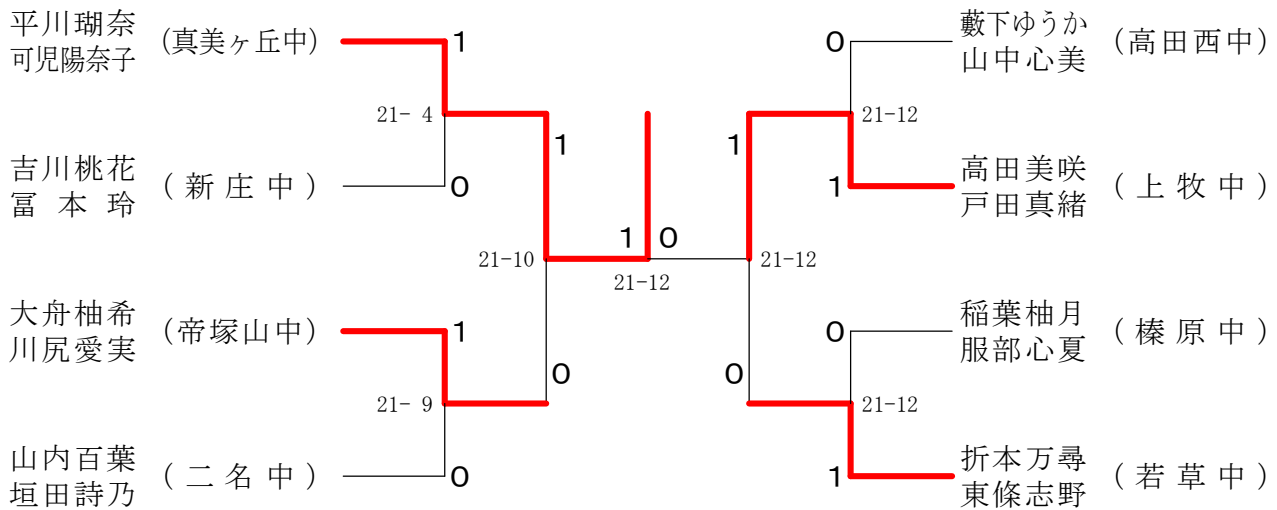 平川瑚奈
可児陽奈子
(真美ヶ丘中)
1
21- 4
吉川桃花
冨本玲
(新庄中)
0
1
21-10
大舟柚希
川尻愛実
(帝塚山中)
1
21- 9
0
山内百葉
垣田詩乃
(二名中)
0
1
0
21-12
藪下ゆうか
山中心美
(高田西中)
0
21-12
高田美咲
戸田真緒
(上牧中)
1
1
21-12
稲葉柚月
服部心夏
(榛原中)
0
21-12
0
折本万尋
東條志野
(若草中)
1